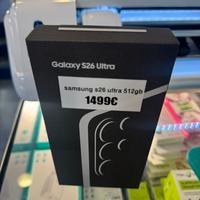 Galaxy S26 Ultra
samsung s26 ultra 512gb
1499€